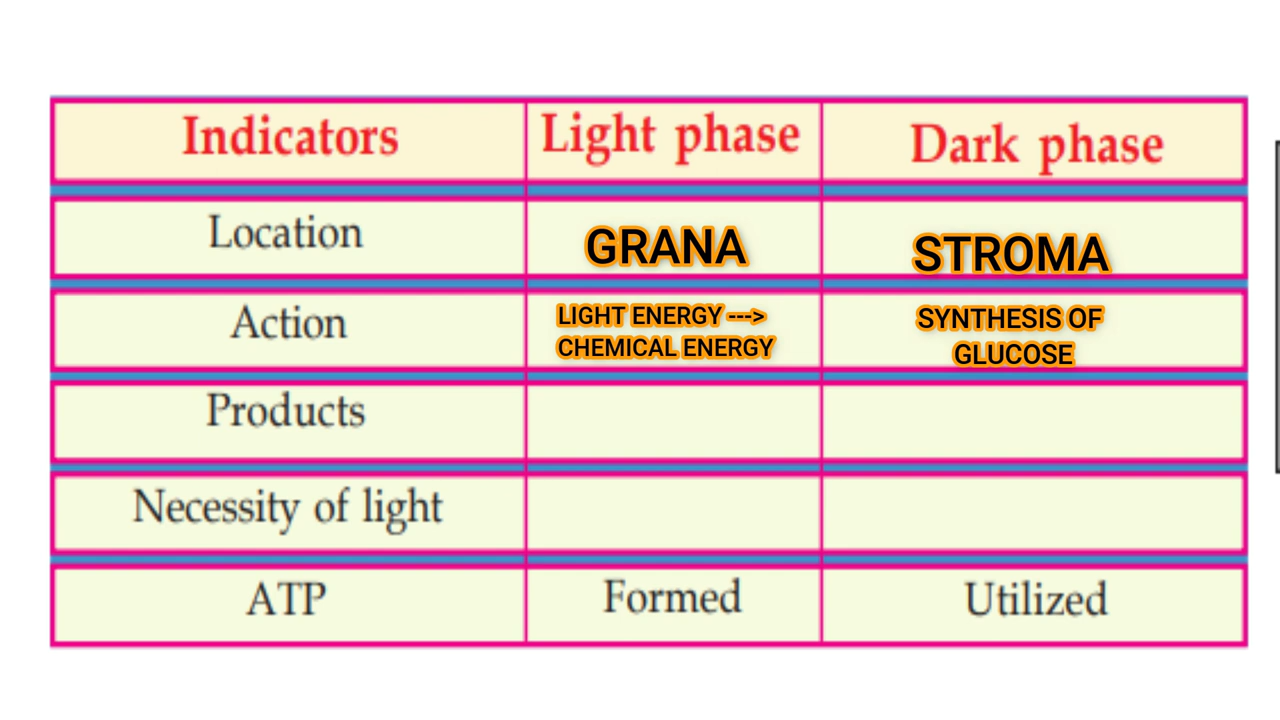 Indicators Light phase Dark phase
Location GRANA STROMA
Action LIGHT ENERGY ---> SYNTHESIS OF
CHEMICAL ENERGY GLUCOSE
Products
Necessity of light
ATP Formed Utilized